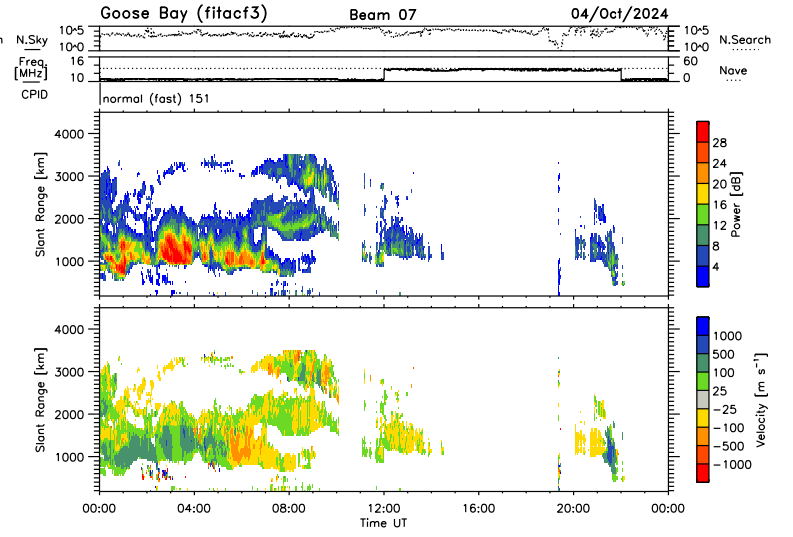 Goose Bay (fitacf3) Beam 07 04/Oct/2024
n N.Sky 10^5 10^0 10^5 10^0 N.Search
Freq. [MHz] 16 10 60 0 Nave
CPID normal (fast) 151
Slant Range [km] 4000 3000 2000 1000
Power [dB] 28 24 20 16 12 8 4
Slant Range [km] 4000 3000 2000 1000
Velocity [m s^-1] 1000 500 100 25 -25 -100 -500 -1000
00:00 04:00 08:00 12:00 16:00 20:00 00:00
Time UT